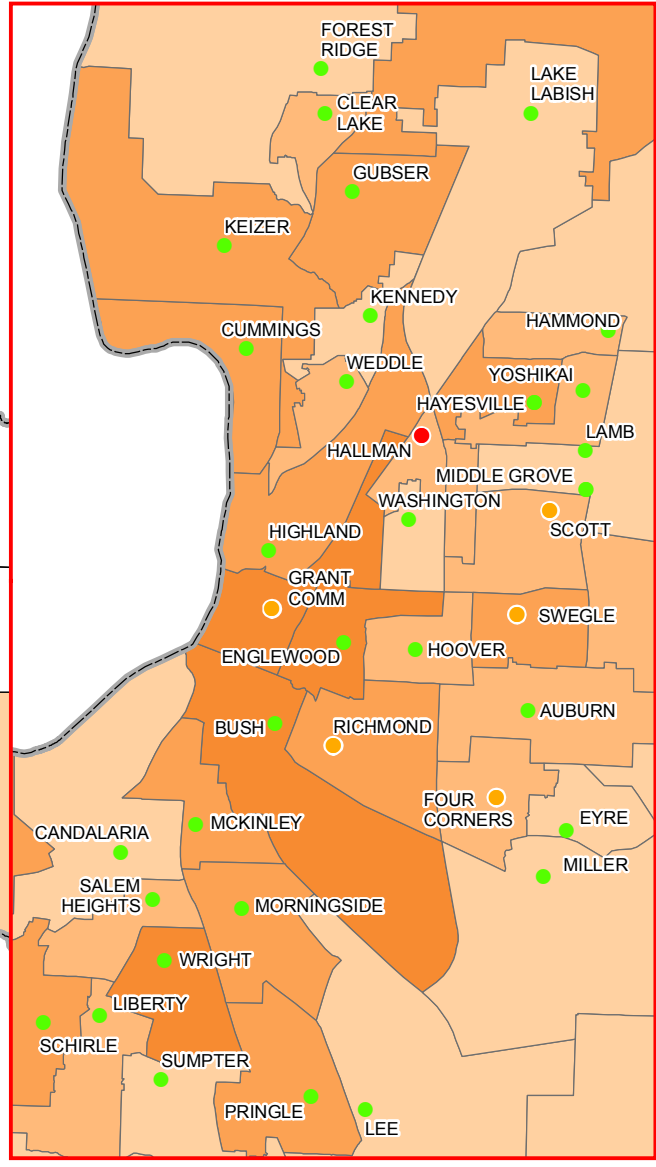 FOREST
RIDGE
LAKE
LABISH
CLEAR
LAKE
GUBSER
KEIZER
KENNEDY
HAMMOND
CUMMINGS
WEDDLE
YOSHIKAI
HAYESVILLE
LAMB
HALLMAN
MIDDLE GROVE
WASHINGTON
SCOTT
HIGHLAND
GRANT
COMM
SWEGLE
ENGLEWOOD
HOOVER
AUBURN
BUSH
RICHMOND
FOUR
CORNERS
EYRE
MCKINLEY
CANDALARIA
MILLER
SALEM
HEIGHTS
MORNINGSIDE
WRIGHT
LIBERTY
SCHIRLE
SUMPTER
PRINGLE
LEE